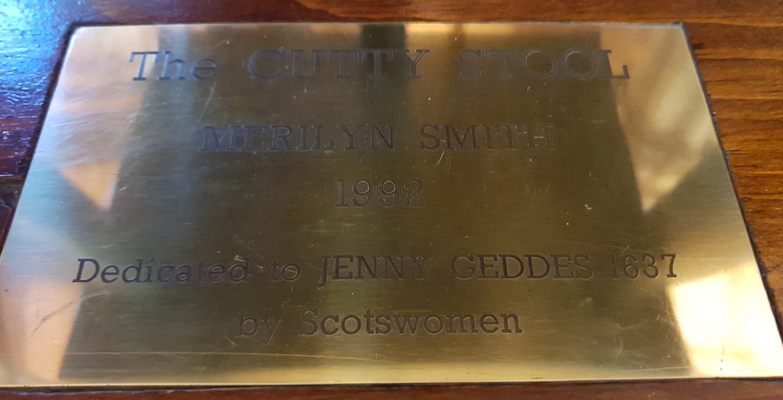 The CUTTY STOOL
MERILYN SMITH
1992
Dedicated to JENNY GEDDES 1637
by Scotswomen